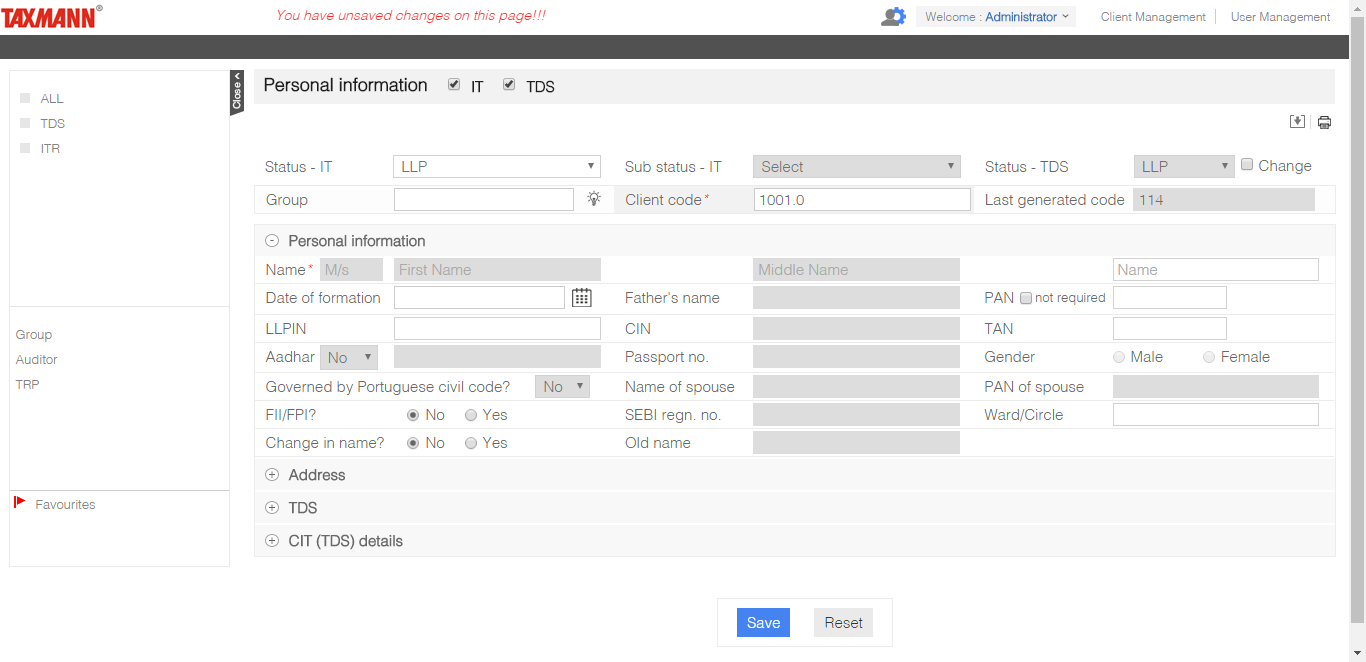 TAXMANN®
You have unsaved changes on this page!!!
Welcome : Administrator
Client Management
User Management
Close
ALL
TDS
ITR
Group
Auditor
TRP
Favourites
Personal information IT TDS
Status - IT LLP Sub status - IT Select Status - TDS LLP Change
Group Client code* 1001.0 Last generated code 114
Personal information
Name* M/s First Name Middle Name Name
Date of formation Father's name PAN not required
LLPIN CIN TAN
Aadhar No Passport no. Gender Male Female
Governed by Portuguese civil code? No Name of spouse PAN of spouse
FII/FPI? No Yes SEBI regn. no. Ward/Circle
Change in name? No Yes Old name
Address
TDS
CIT (TDS) details
Save Reset